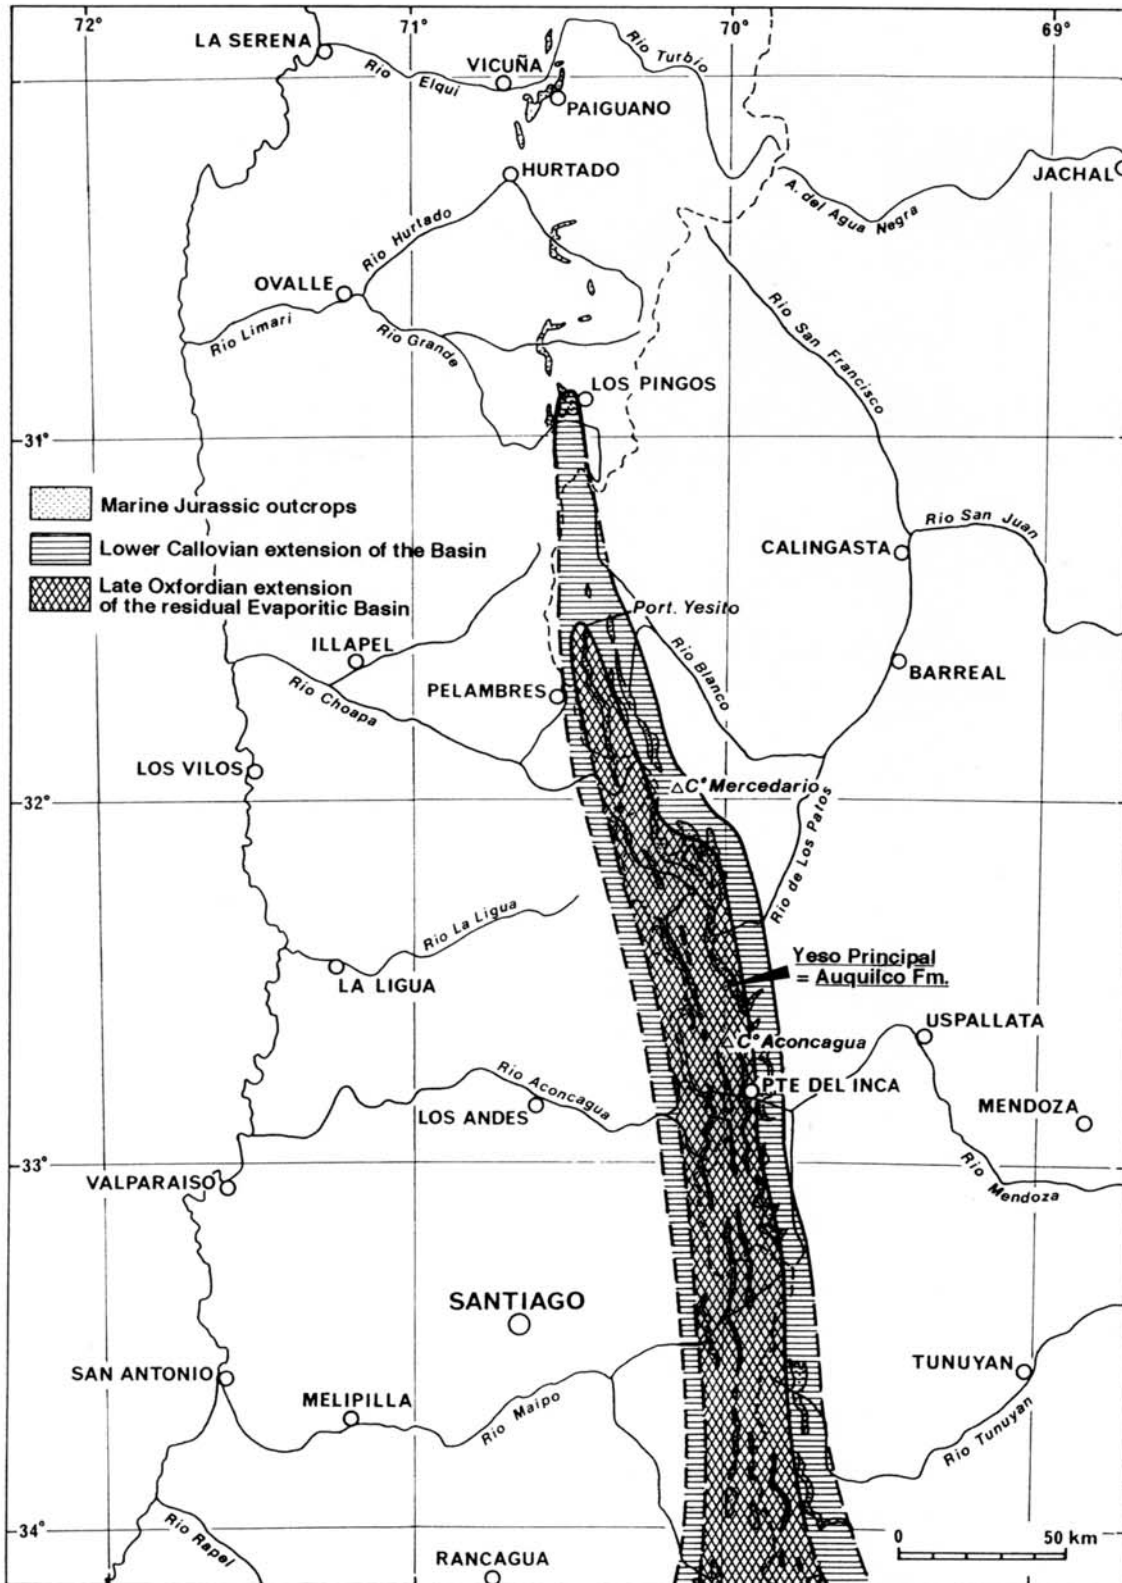 72°
71°
70°
69°
LA SERENA
Rio Elqui
VICUÑA
Rio Turbio
PAIGUANO
HURTADO
JACHAL
A. del Agua Negra
Rio Hurtado
OVALLE
Rio Limari
Rio Grande
Rio San Francisco
LOS PINGOS
31°
Marine Jurassic outcrops
Lower Callovian extension of the Basin
Late Oxfordian extension
of the residual Evaporitic Basin
Rio San Juan
CALINGASTA
Port. Yesito
ILLAPEL
Rio Choapa
PELAMBRES
Rio Blanco
BARREAL
LOS VILOS
C° Mercedario
32°
Rio de Los Patos
Rio La Ligua
LA LIGUA
Yeso Principal
= Auquilco Fm.
USPALLATA
C° Aconcagua
Rio Aconcagua
PTE DEL INCA
LOS ANDES
MENDOZA
33°
VALPARAISO
Rio Mendoza
SANTIAGO
SAN ANTONIO
TUNUYAN
MELIPILLA
Rio Maipo
Rio Tunuyan
34°
Rio Rapel
RANCAGUA
0 50 km